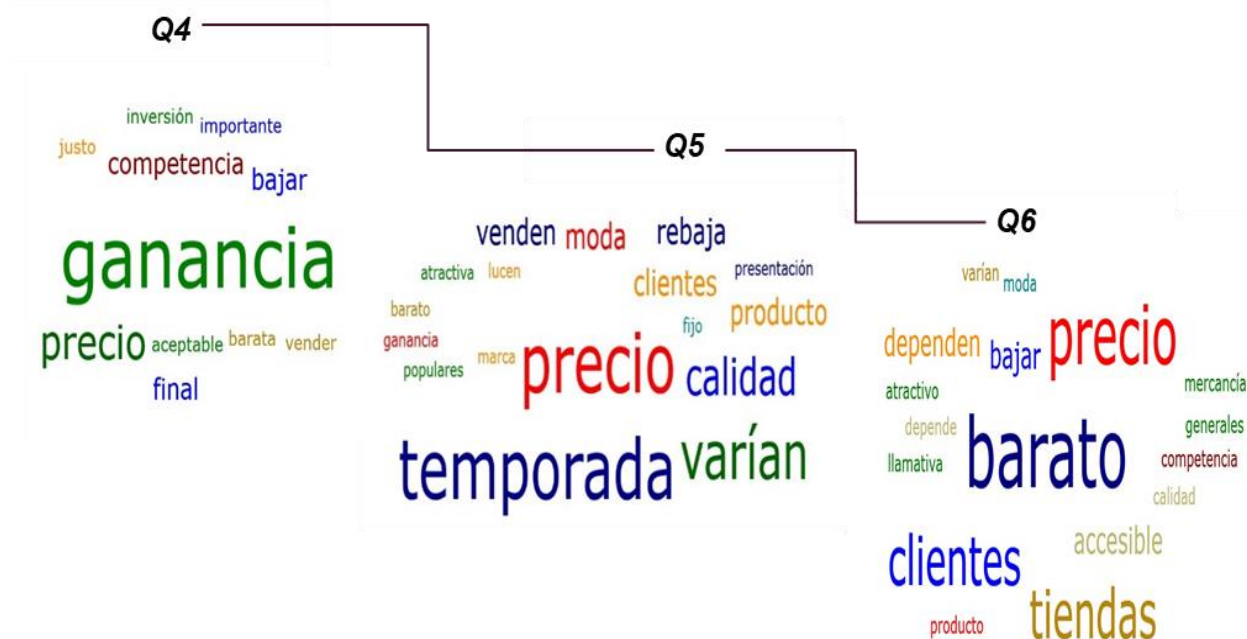 Q4
inversión importante
justo
competencia
bajar
ganancia
precio aceptable barata vender
final
Q5
venden moda rebaja
atractiva lucen clientes presentación
barato producto
ganancia fijo
populares marca precio calidad
temporada varían
Q6
varían moda
dependen bajar precio
atractivo mercancía
depende barato generales
llamativa competencia
calidad
clientes accesible
producto tiendas